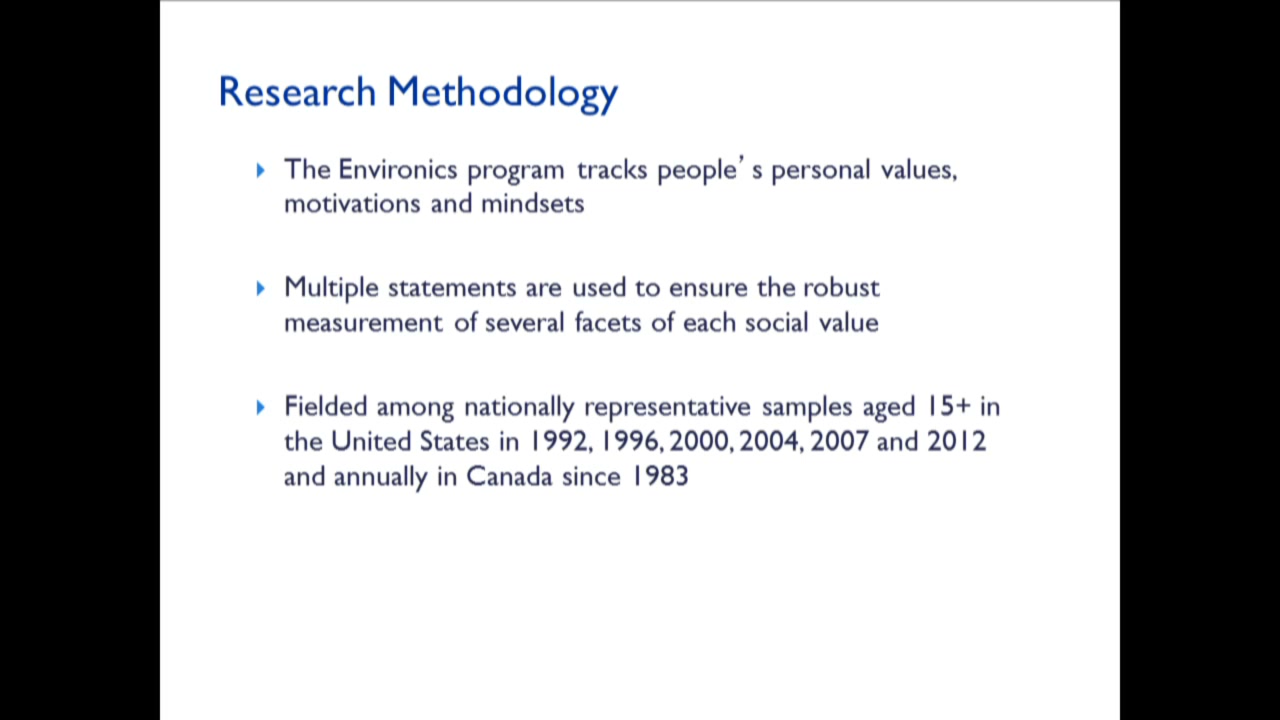 Research Methodology
The Environics program tracks people’s personal values,
motivations and mindsets
Multiple statements are used to ensure the robust
measurement of several facets of each social value
Fielded among nationally representative samples aged 15+ in
the United States in 1992, 1996, 2000, 2004, 2007 and 2012
and annually in Canada since 1983